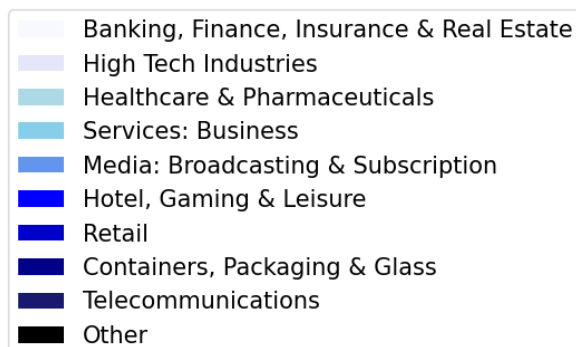 Banking, Finance, Insurance & Real Estate
High Tech Industries
Healthcare & Pharmaceuticals
Services: Business
Media: Broadcasting & Subscription
Hotel, Gaming & Leisure
Retail
Containers, Packaging & Glass
Telecommunications
Other